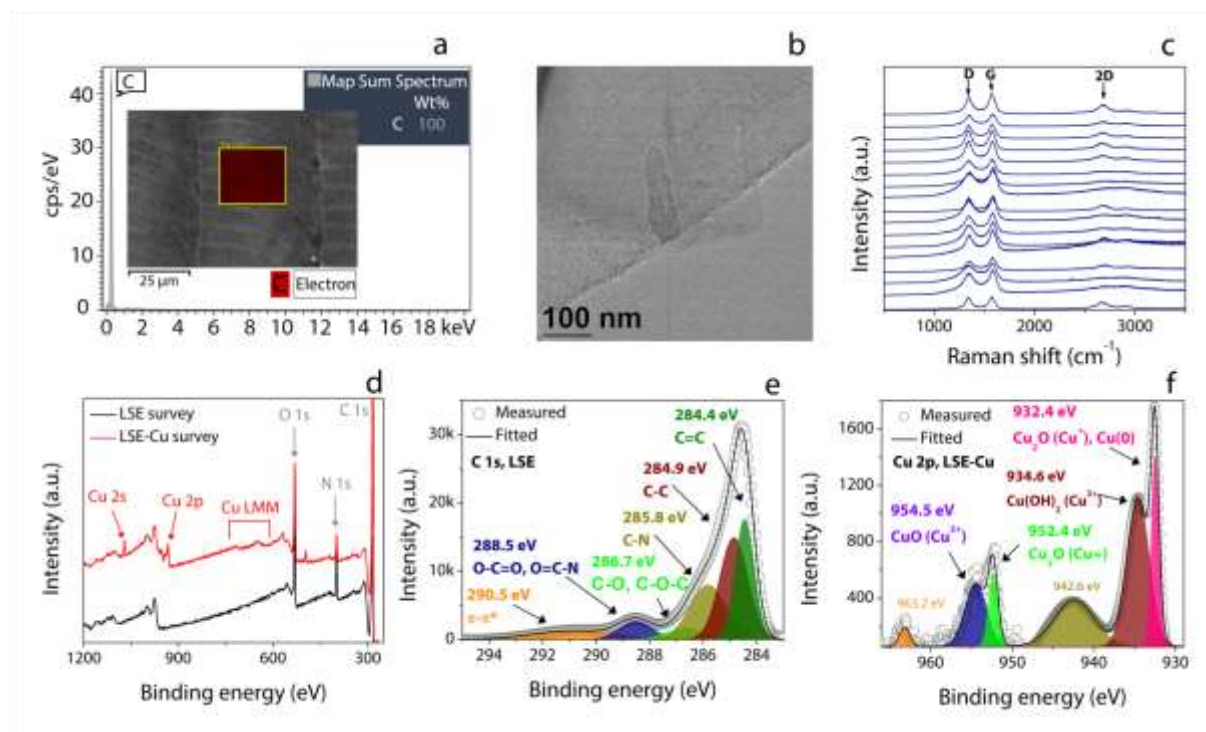 a
C
Map Sum Spectrum
Wt%
C 100
40
30
20
10
0
cps/eV
25 µm
Electron
0 2 4 6 8 10 12 14 16 18 keV
b
100 nm
c
D G 2D
Intensity (a.u.)
1000 2000 3000
Raman shift (cm⁻¹)
d
LSE survey
LSE-Cu survey
O 1s
C 1s
N 1s
Cu 2s
Cu 2p
Cu LMM
Intensity (a.u.)
1200 900 600 300
Binding energy (eV)
e
Measured
Fitted
C 1s, LSE
284.4 eV
C=C
284.9 eV
C-C
285.8 eV
C-N
286.7 eV
C-O, C-O-C
288.5 eV
O-C=O, O=C-N
290.5 eV
π-π*
30k
20k
10k
0
Intensity (a.u.)
294 292 290 288 286 284
Binding energy (eV)
f
Measured
Fitted
Cu 2p, LSE-Cu
932.4 eV
Cu₂O (Cu⁺), Cu(0)
934.6 eV
Cu(OH)₂ (Cu²⁺)
954.5 eV
CuO (Cu²⁺)
952.4 eV
Cu₂O (Cu+)
942.6 eV
963.2 eV
1600
1200
800
400
Intensity (a.u.)
960 950 940 930
Binding energy (eV)